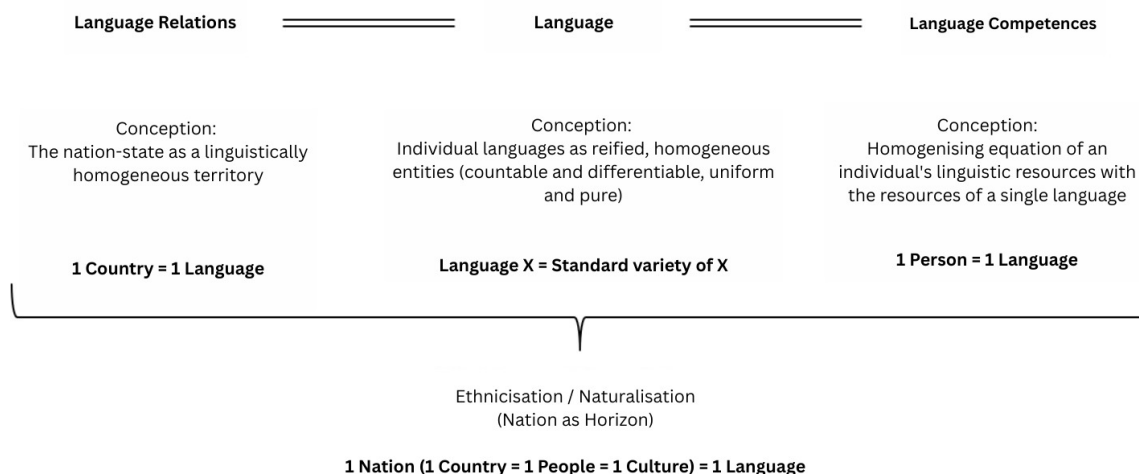 Language Relations
Language
Language Competences
Conception:
The nation-state as a linguistically
homogeneous territory
1 Country = 1 Language
Conception:
Individual languages as reified, homogeneous
entities (countable and differentiable, uniform
and pure)
Language X = Standard variety of X
Conception:
Homogenising equation of an
individual's linguistic resources with
the resources of a single language
1 Person = 1 Language
Ethnicisation / Naturalisation
(Nation as Horizon)
1 Nation (1 Country = 1 People = 1 Culture) = 1 Language